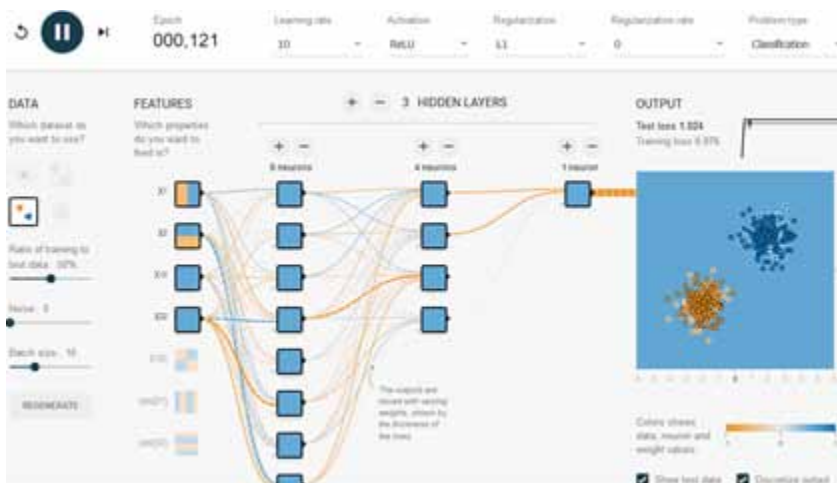 Epoch
000,121
Learning rate
10
Activation
ReLU
Regularization
L1
Regularization rate
0
Problem type
Classification
DATA
Which dataset do
you want to use?
Ratio of training to
test data: 50%
Noise: 0
Batch size: 10
REGENERATE
FEATURES
Which properties
do you want to
feed in?
X1
X2
+ − 3 HIDDEN LAYERS
+ −
8 neurons
+ −
4 neurons
+ −
1 neuron
The outputs are
mixed with varying
weights, shown by
the thickness of
the lines.
OUTPUT
Test loss 1.024
Training loss
Colors shows
data, neuron and
weight values.
Show test data
Discretize output